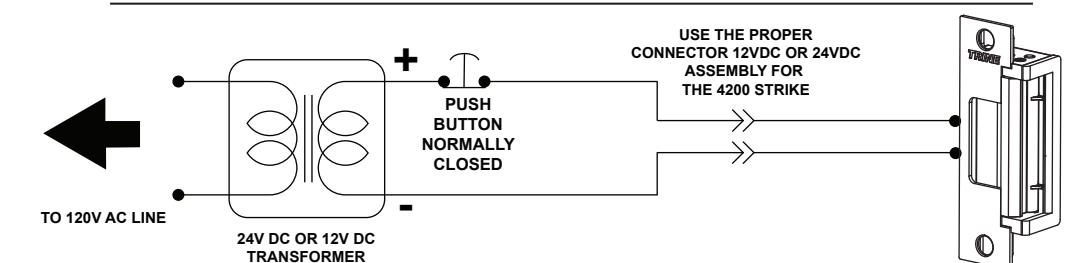 USE THE PROPER
CONNECTOR 12VDC OR 24VDC
ASSEMBLY FOR
THE 4200 STRIKE
TRINE
+
PUSH
BUTTON
NORMALLY
CLOSED
-
TO 120V AC LINE
24V DC OR 12V DC
TRANSFORMER